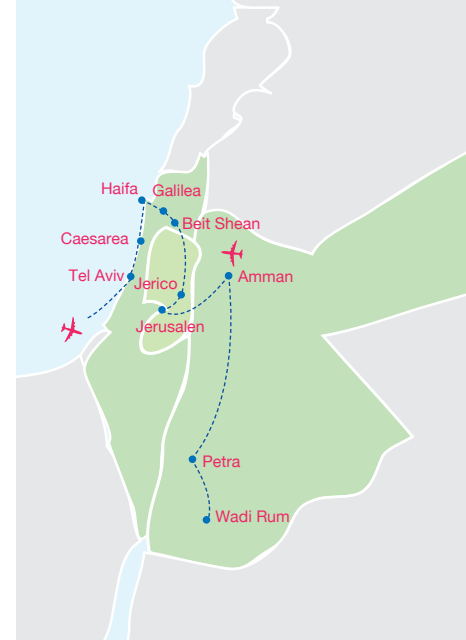 Haifa
Galilea
Beit Shean
Caesarea
Tel Aviv
Jerico
Amman
Jerusalen
Petra
Wadi Rum